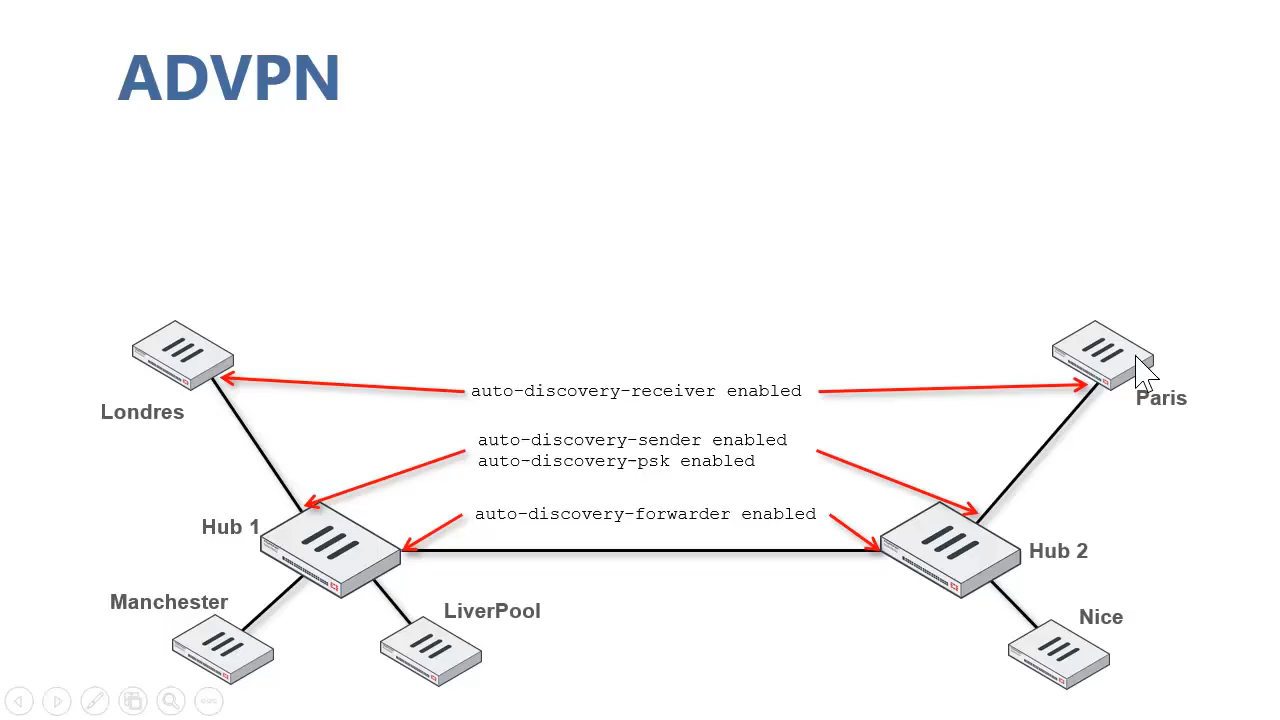 ADVPN
auto-discovery-receiver enabled
Londres
Paris
auto-discovery-sender enabled
auto-discovery-psk enabled
auto-discovery-forwarder enabled
Hub 1
Hub 2
Manchester
LiverPool
Nice